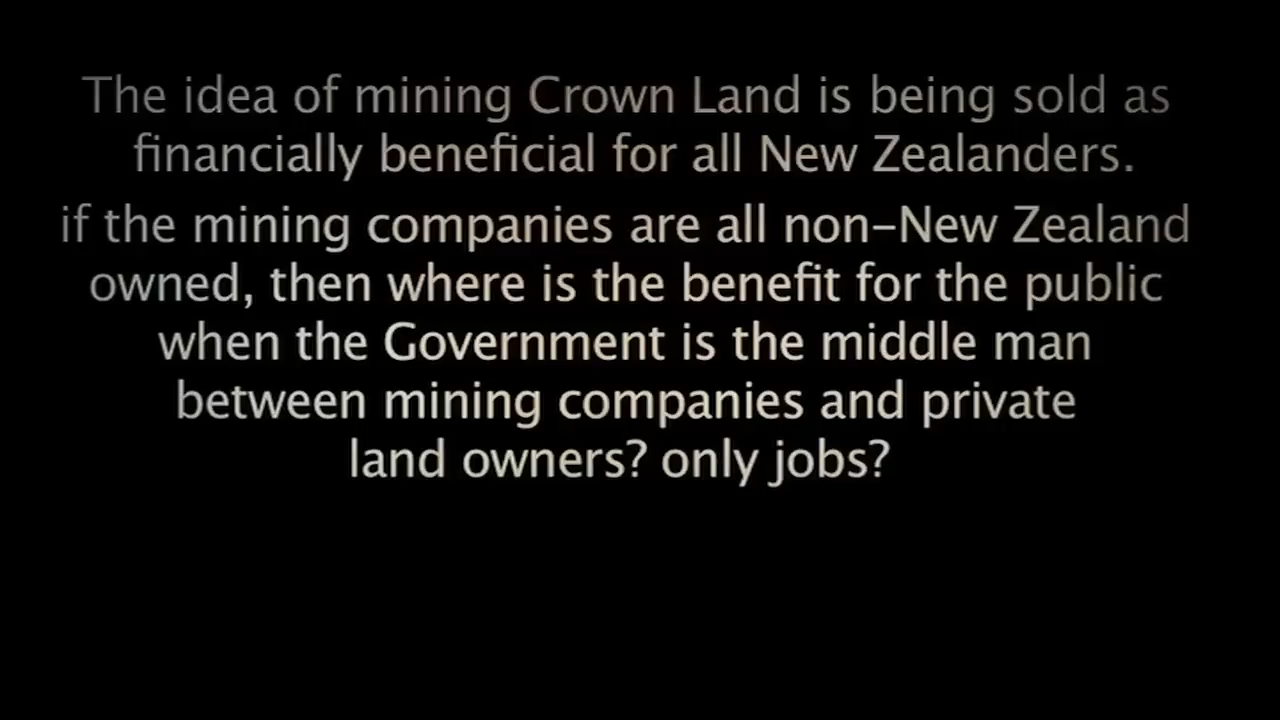 The idea of mining Crown Land is being sold as
financially beneficial for all New Zealanders.
if the mining companies are all non-New Zealand
owned, then where is the benefit for the public
when the Government is the middle man
between mining companies and private
land owners? only jobs?